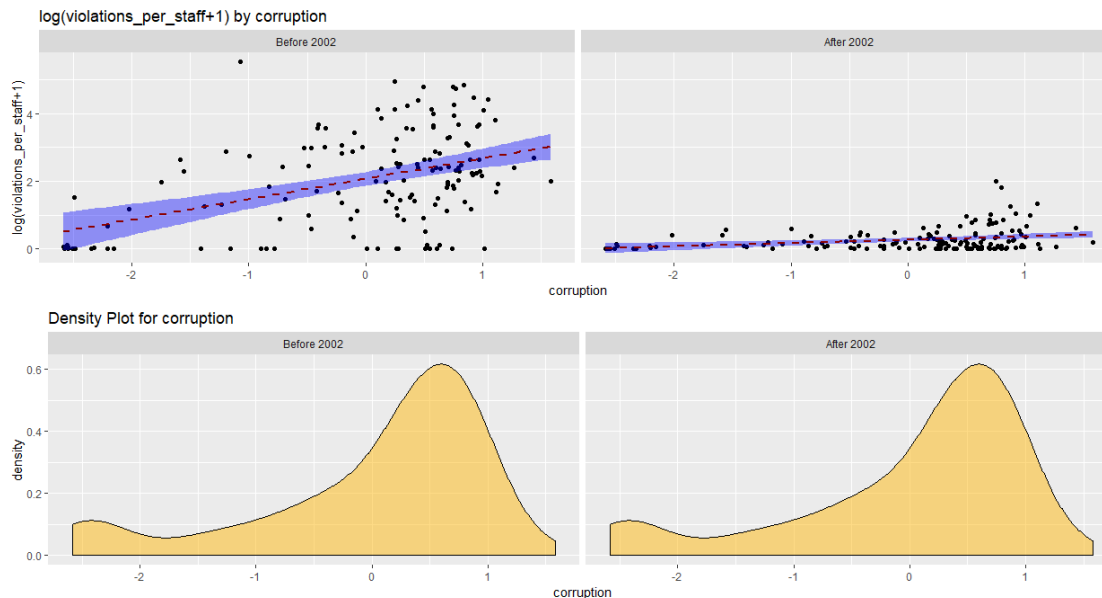 log(violations_per_staff+1) by corruption
Before 2002
After 2002
log(violations_per_staff+1)
4
2
0
-2
-1
0
1
-2
-1
0
1
corruption
Density Plot for corruption
Before 2002
After 2002
density
0.6
0.4
0.2
0.0
-2
-1
0
1
-2
-1
0
1
corruption